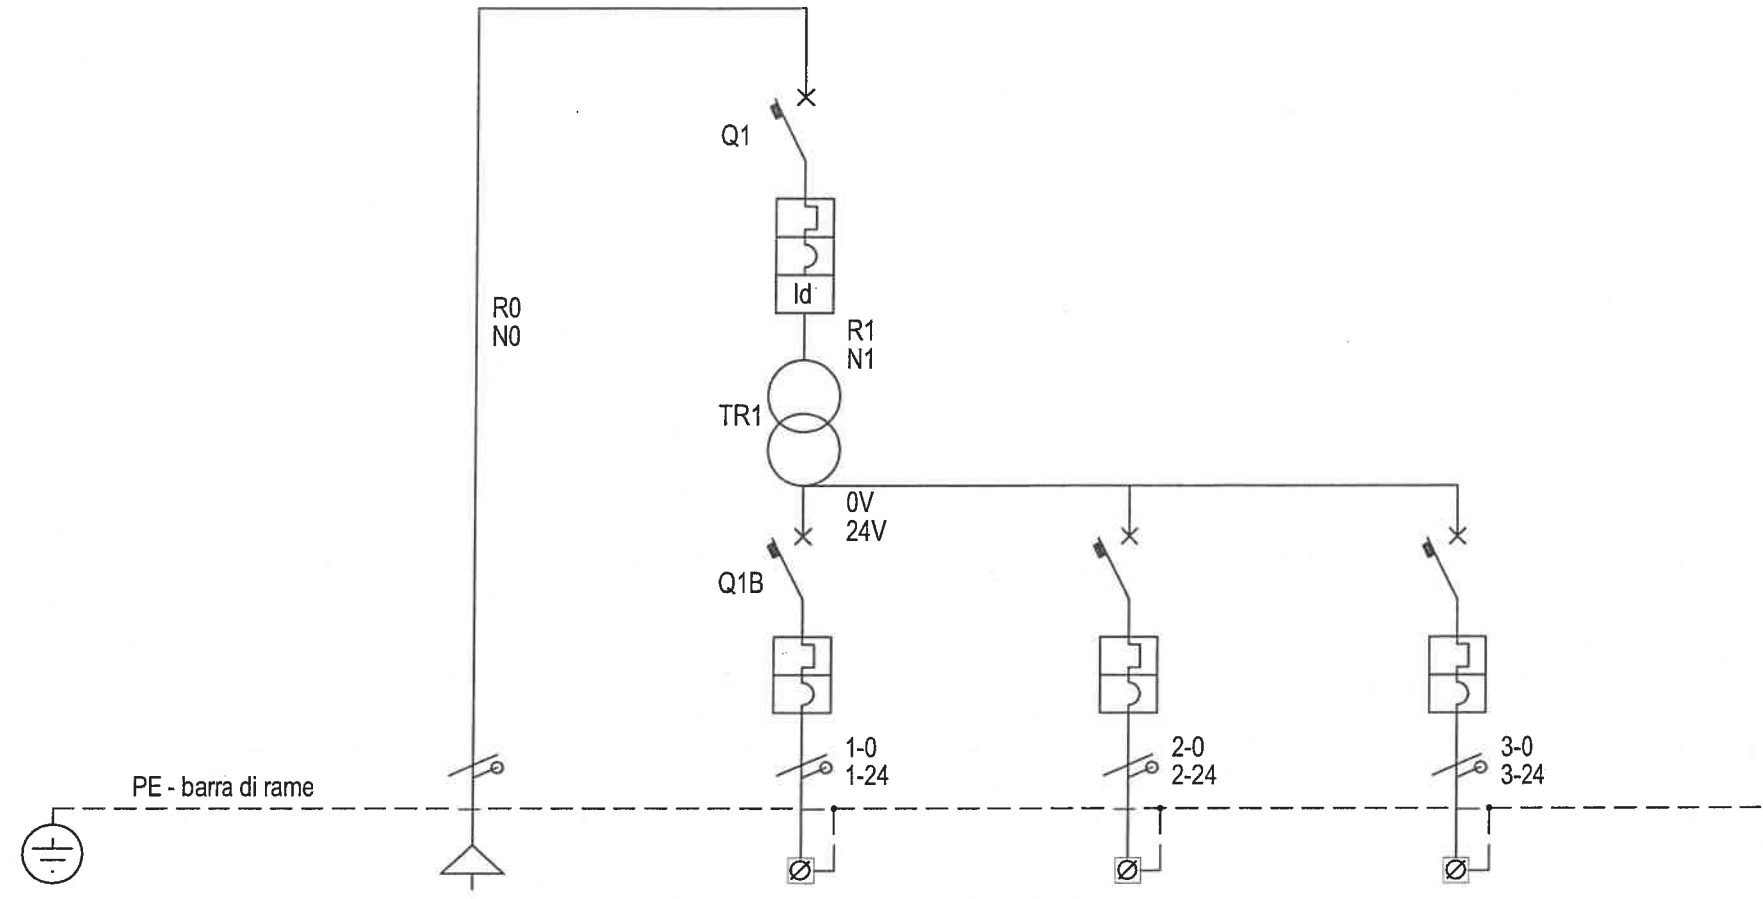 Q1
Id
R0
N0
R1
N1
TR1
0V
24V
Q1B
1-0
1-24
2-0
2-24
3-0
3-24
PE - barra di rame